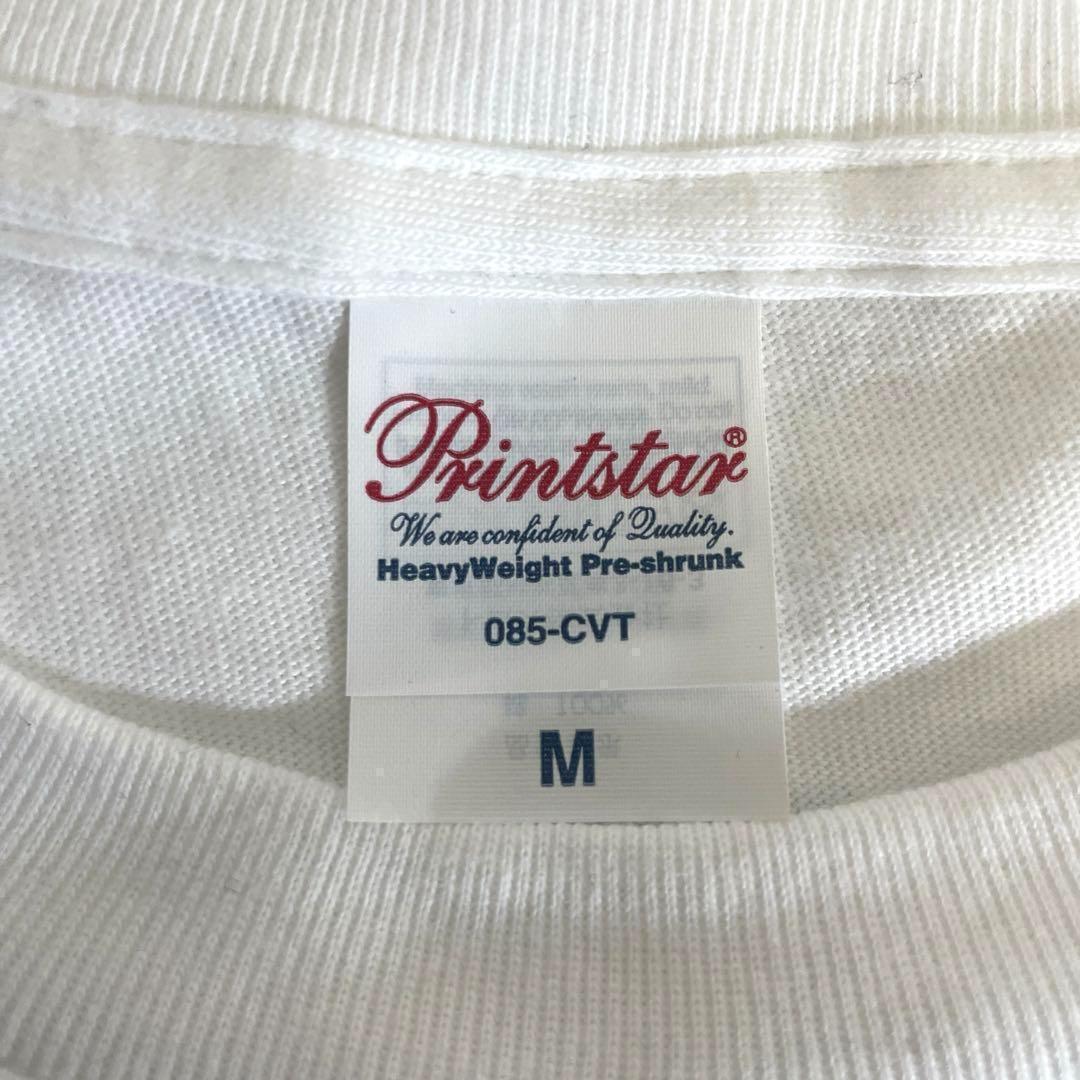 Printstar®
We are confident of Quality.
HeavyWeight Pre-shrunk
085-CVT
M